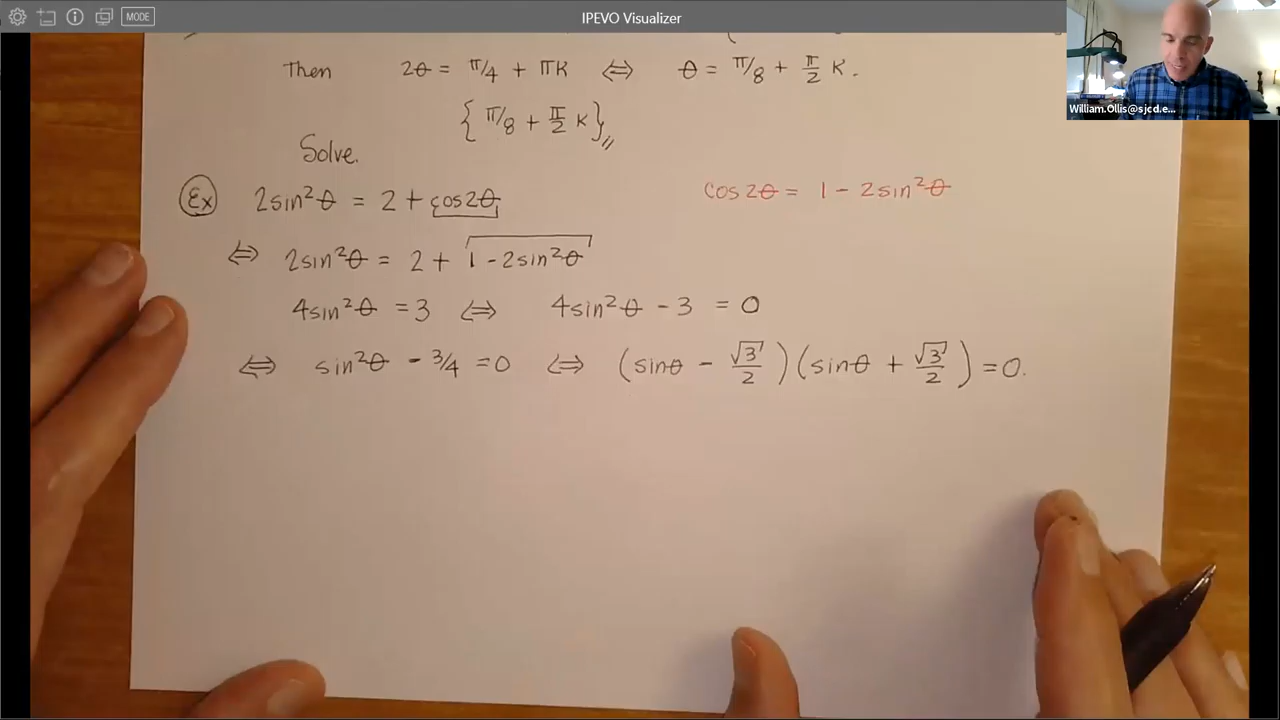 MODE
IPEVO Visualizer
William.Ollis@sjcd.e...
Then 2θ = π/4 + πK ⇔ θ = π/8 + π/2 K.
{ π/8 + π/2 K }
Solve.
Ex 2sin²θ = 2 + cos2θ cos2θ = 1 - 2sin²θ
⇔ 2sin²θ = 2 + 1 - 2sin²θ
4sin²θ = 3 ⇔ 4sin²θ - 3 = 0
⇔ sin²θ - 3/4 = 0 ⇔ (sinθ - √3/2)(sinθ + √3/2) = 0.